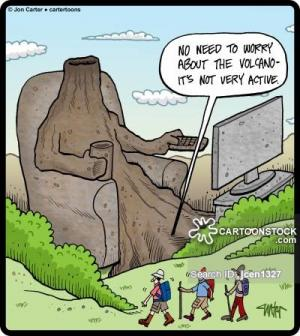 © Jon Carter • cartertoons
NO NEED TO WORRY
ABOUT THE VOLCANO-
IT'S NOT VERY ACTIVE.
CARTOONSTOCK
.com
Search ID: jcen1327